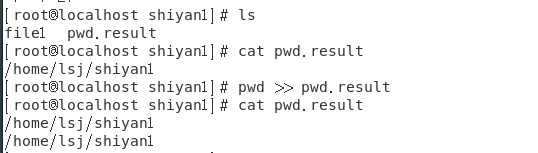 [root@localhost shiyan1]# ls
file1  pwd.result
[root@localhost shiyan1]# cat pwd.result
/home/lsj/shiyan1
[root@localhost shiyan1]# pwd >> pwd.result
[root@localhost shiyan1]# cat pwd.result
/home/lsj/shiyan1
/home/lsj/shiyan1